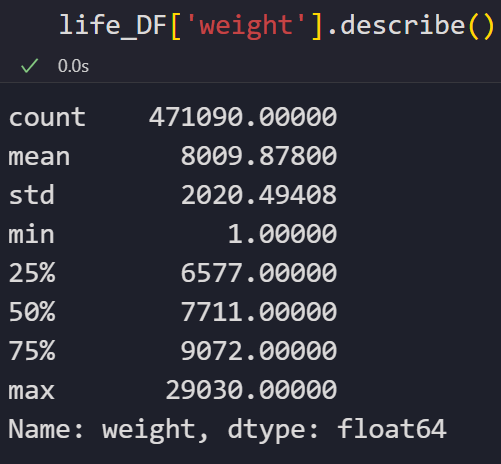 life_DF['weight'].describe()
0.0s
count    471090.00000
mean       8009.87800
std        2020.49408
min           1.00000
25%        6577.00000
50%        7711.00000
75%        9072.00000
max       29030.00000
Name: weight, dtype: float64